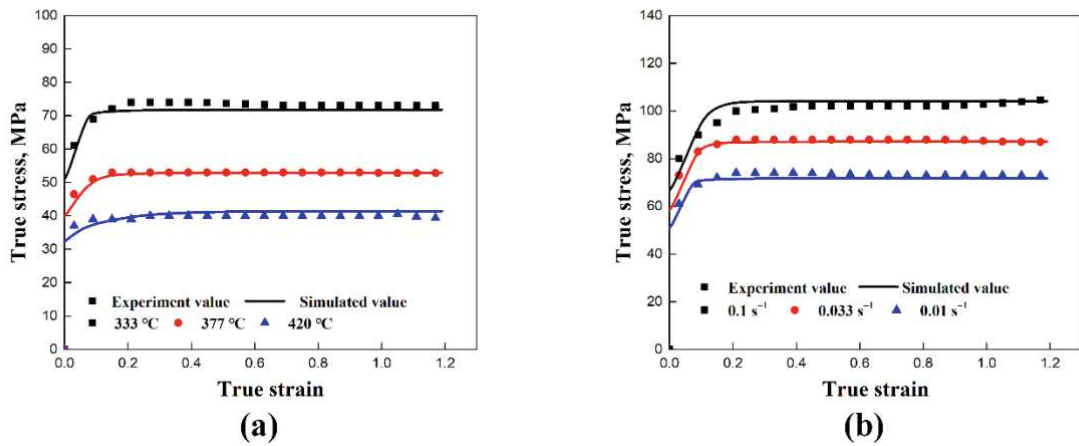 100
90
80
70
60
50
40
30
20
10
0
True stress, MPa
Experiment value Simulated value
333 °C 377 °C 420 °C
0.0 0.2 0.4 0.6 0.8 1.0 1.2
True strain
(a)
140
120
100
80
60
40
20
0
True stress, MPa
Experiment value Simulated value
0.1 s⁻¹ 0.033 s⁻¹ 0.01 s⁻¹
0.0 0.2 0.4 0.6 0.8 1.0 1.2
True strain
(b)